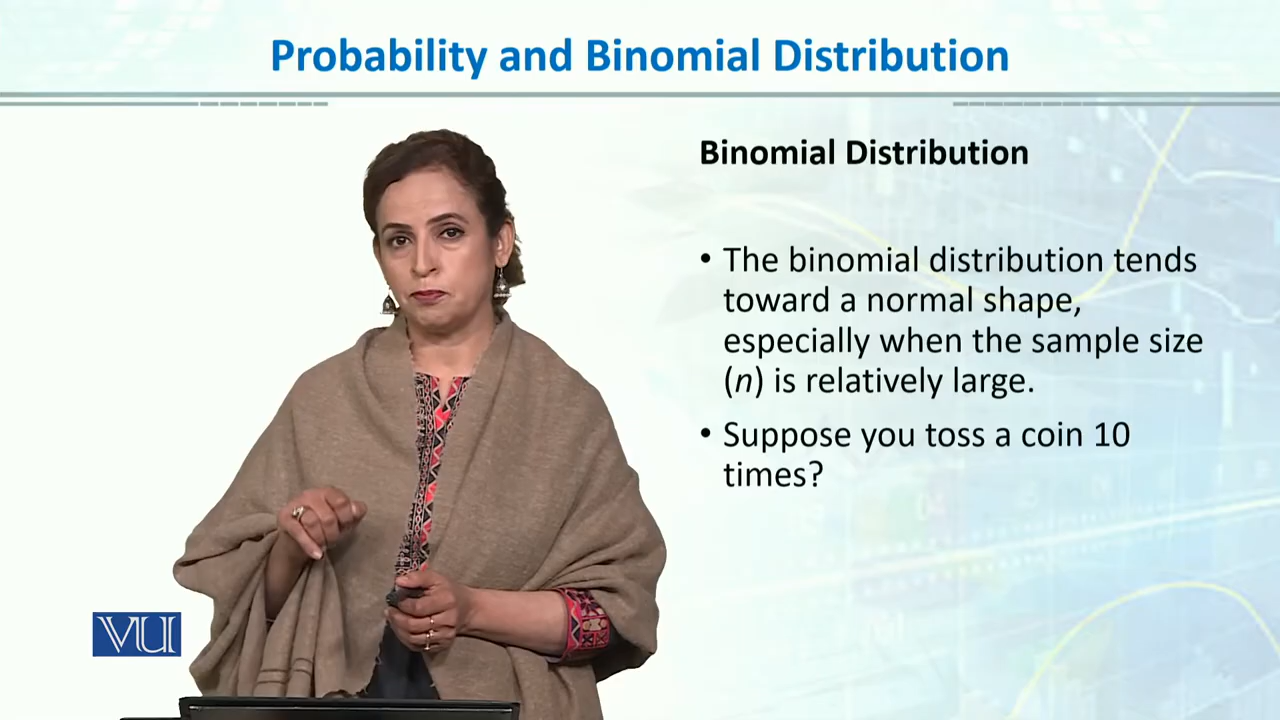 Probability and Binomial Distribution
Binomial Distribution
• The binomial distribution tends
toward a normal shape,
especially when the sample size
(n) is relatively large.
• Suppose you toss a coin 10
times?
VU